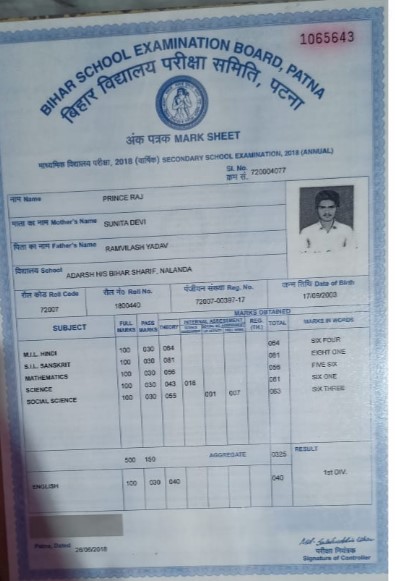 1065643
BIHAR SCHOOL EXAMINATION BOARD, PATNA
बिहार विद्यालय परीक्षा समिति, पटना
अंक पत्रक MARK SHEET
माध्यमिक विद्यालय परीक्षा, 2018 (वार्षिक) SECONDARY SCHOOL EXAMINATION, 2018 (ANNUAL)
Sl. No. 720004077
क्रम सं.
नाम Name PRINCE RAJ
माता का नाम Mother's Name SUNITA DEVI
पिता का नाम Father's Name RAMVILASH YADAV
विद्यालय School ADARSH H/S BIHAR SHARIF, NALANDA
रौल कोड Roll Code रौल नं० Roll No. पंजीयन संख्या Reg. No. जन्म तिथि Date of Birth
72007 1800440 72007-00397-17 17/05/2003
MARKS OBTAINED
SUBJECT FULL MARKS PASS MARKS THEORY INTERNAL ASSESSMENT REG. TOTAL MARKS IN WORDS
M.I.L. HINDI 100 030 064 064 SIX FOUR
S.I.L. SANSKRIT 100 030 081 081 EIGHT ONE
MATHEMATICS 100 030 056 056 FIVE SIX
SCIENCE 100 030 043 018 061 SIX ONE
SOCIAL SCIENCE 100 030 055 001 007 063 SIX THREE
500 150 AGGREGATE 0325 RESULT
1st DIV.
ENGLISH 100 030 040 040
Patna, Dated 26/06/2018
परीक्षा नियंत्रक
Signature of Controller